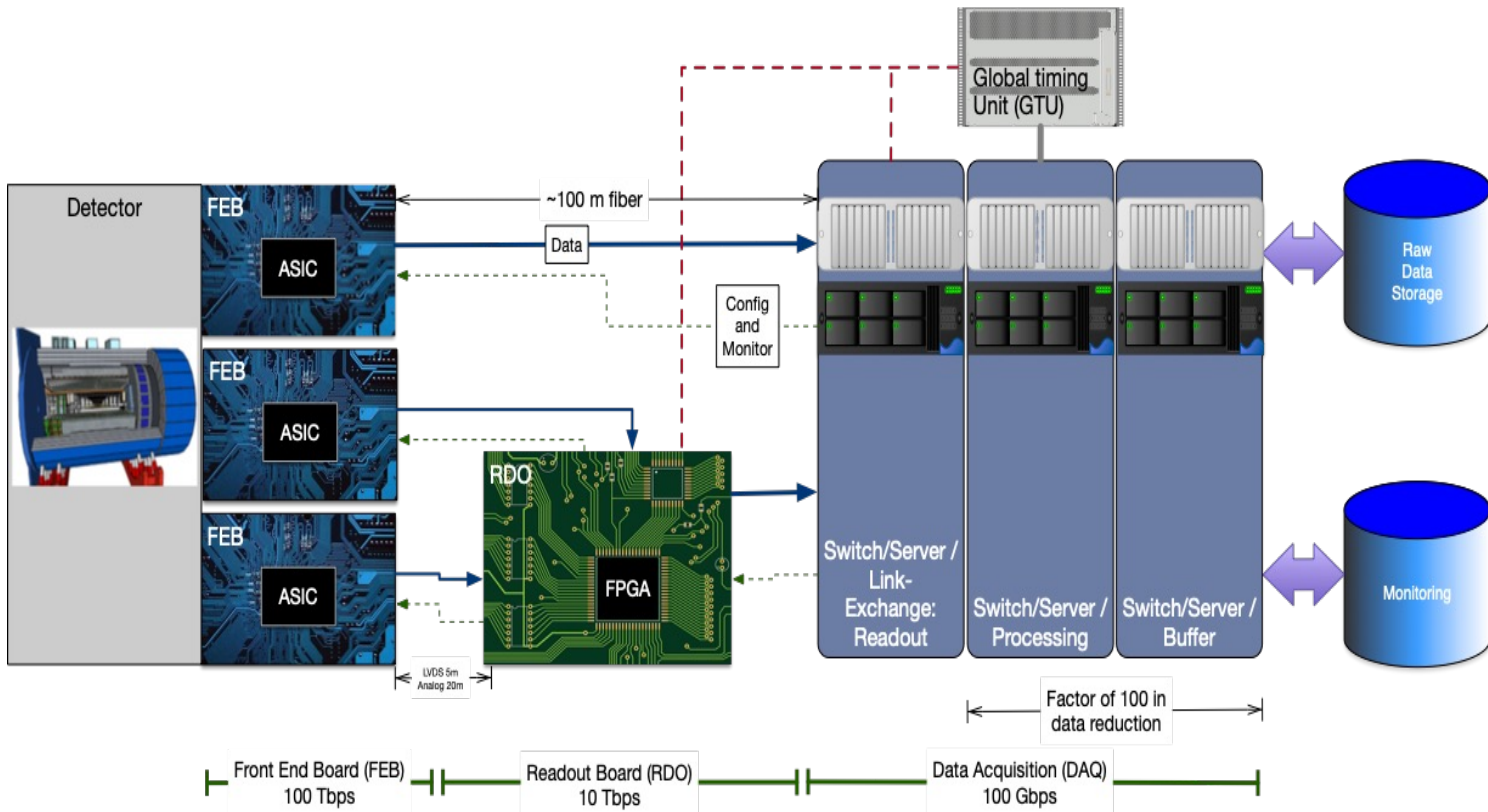 Global timing
Unit (GTU)
Detector
FEB
ASIC
~100 m fiber
Data
Config
and
Monitor
FEB
ASIC
FEB
ASIC
RDO
FPGA
LVDS 5m
Analog 20m
Switch/Server /
Link-
Exchange:
Readout
Switch/Server /
Processing
Switch/Server /
Buffer
Raw
Data
Storage
Monitoring
Factor of 100 in
data reduction
Front End Board (FEB)
100 Tbps
Readout Board (RDO)
10 Tbps
Data Acquisition (DAQ)
100 Gbps